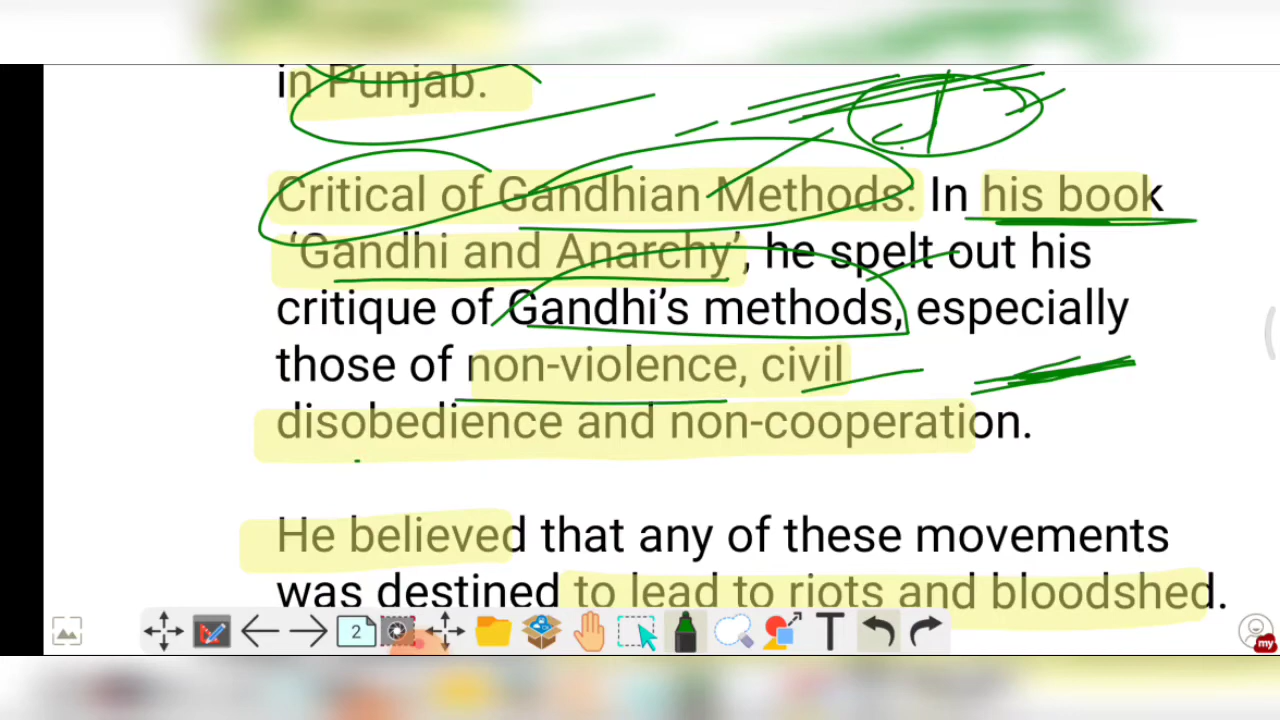 in Punjab.
Critical of Gandhian Methods: In his book
‘Gandhi and Anarchy’, he spelt out his
critique of Gandhi’s methods, especially
those of non-violence, civil
disobedience and non-cooperation.
He believed that any of these movements
was destined to lead to riots and bloodshed.
2
T
my